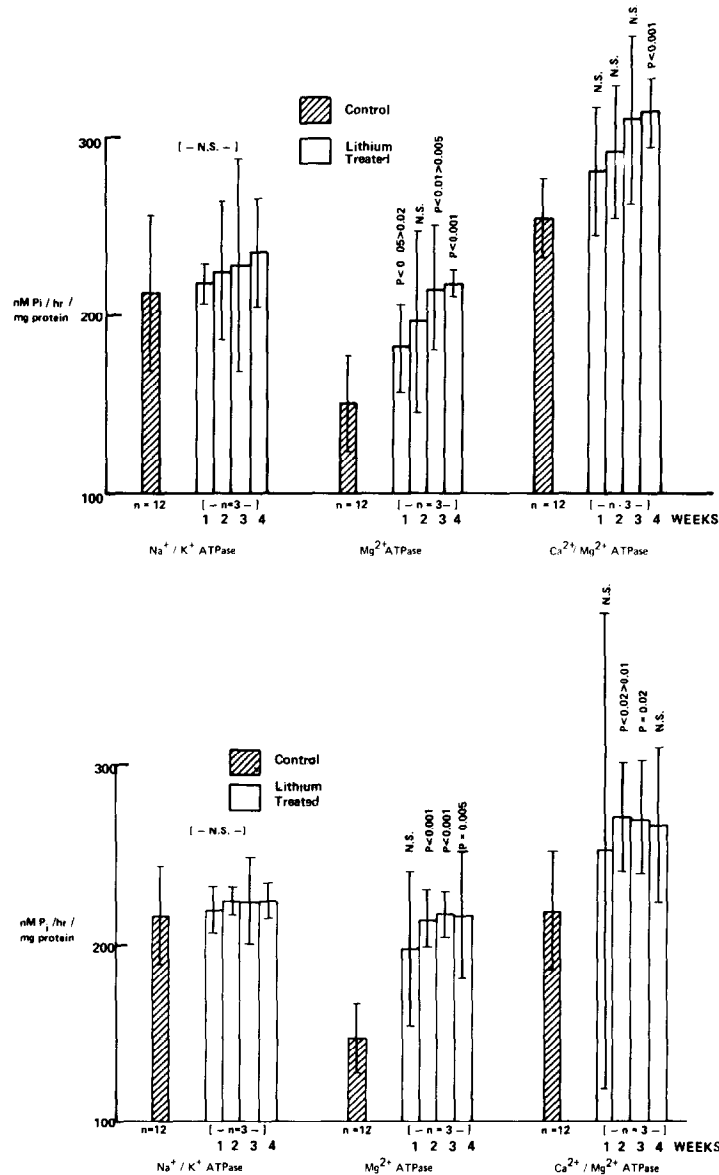 N.S.
N.S.
N.S.
P<0.001
Control
Lithium
Treated
300
[ – N.S. – ]
P<0 05>0.02
N.S.
P<0.01>0.005
P<0.001
nM Pi / hr /
mg protein
200
100
n = 12
[ – n=3 – ]
n =12
[ – n=3 – ]
n =12
[ – n · 3 – ]
1 2 3 4
1 2 3 4
1 2 3 4 WEEKS
Na+ / K+ ATPase
Mg2+ ATPase
Ca2+/ Mg2+ ATPase
N.S.
P<0.02>0.01
P = 0.02
N.S.
300
Control
Lithium
Treated
[ – N.S. – ]
N.S.
P<0.001
P<0.001
P = 0.005
nM Pi /hr /
mg protein
200
100
n=12
[ – n=3 – ]
n =12
[ – n=3 – ]
n =12
[ – n = 3 – ]
1 2 3 4
1 2 3 4
1 2 3 4 WEEKS
Na+ / K+ ATPase
Mg2+ ATPase
Ca2+/ Mg2+ ATPase